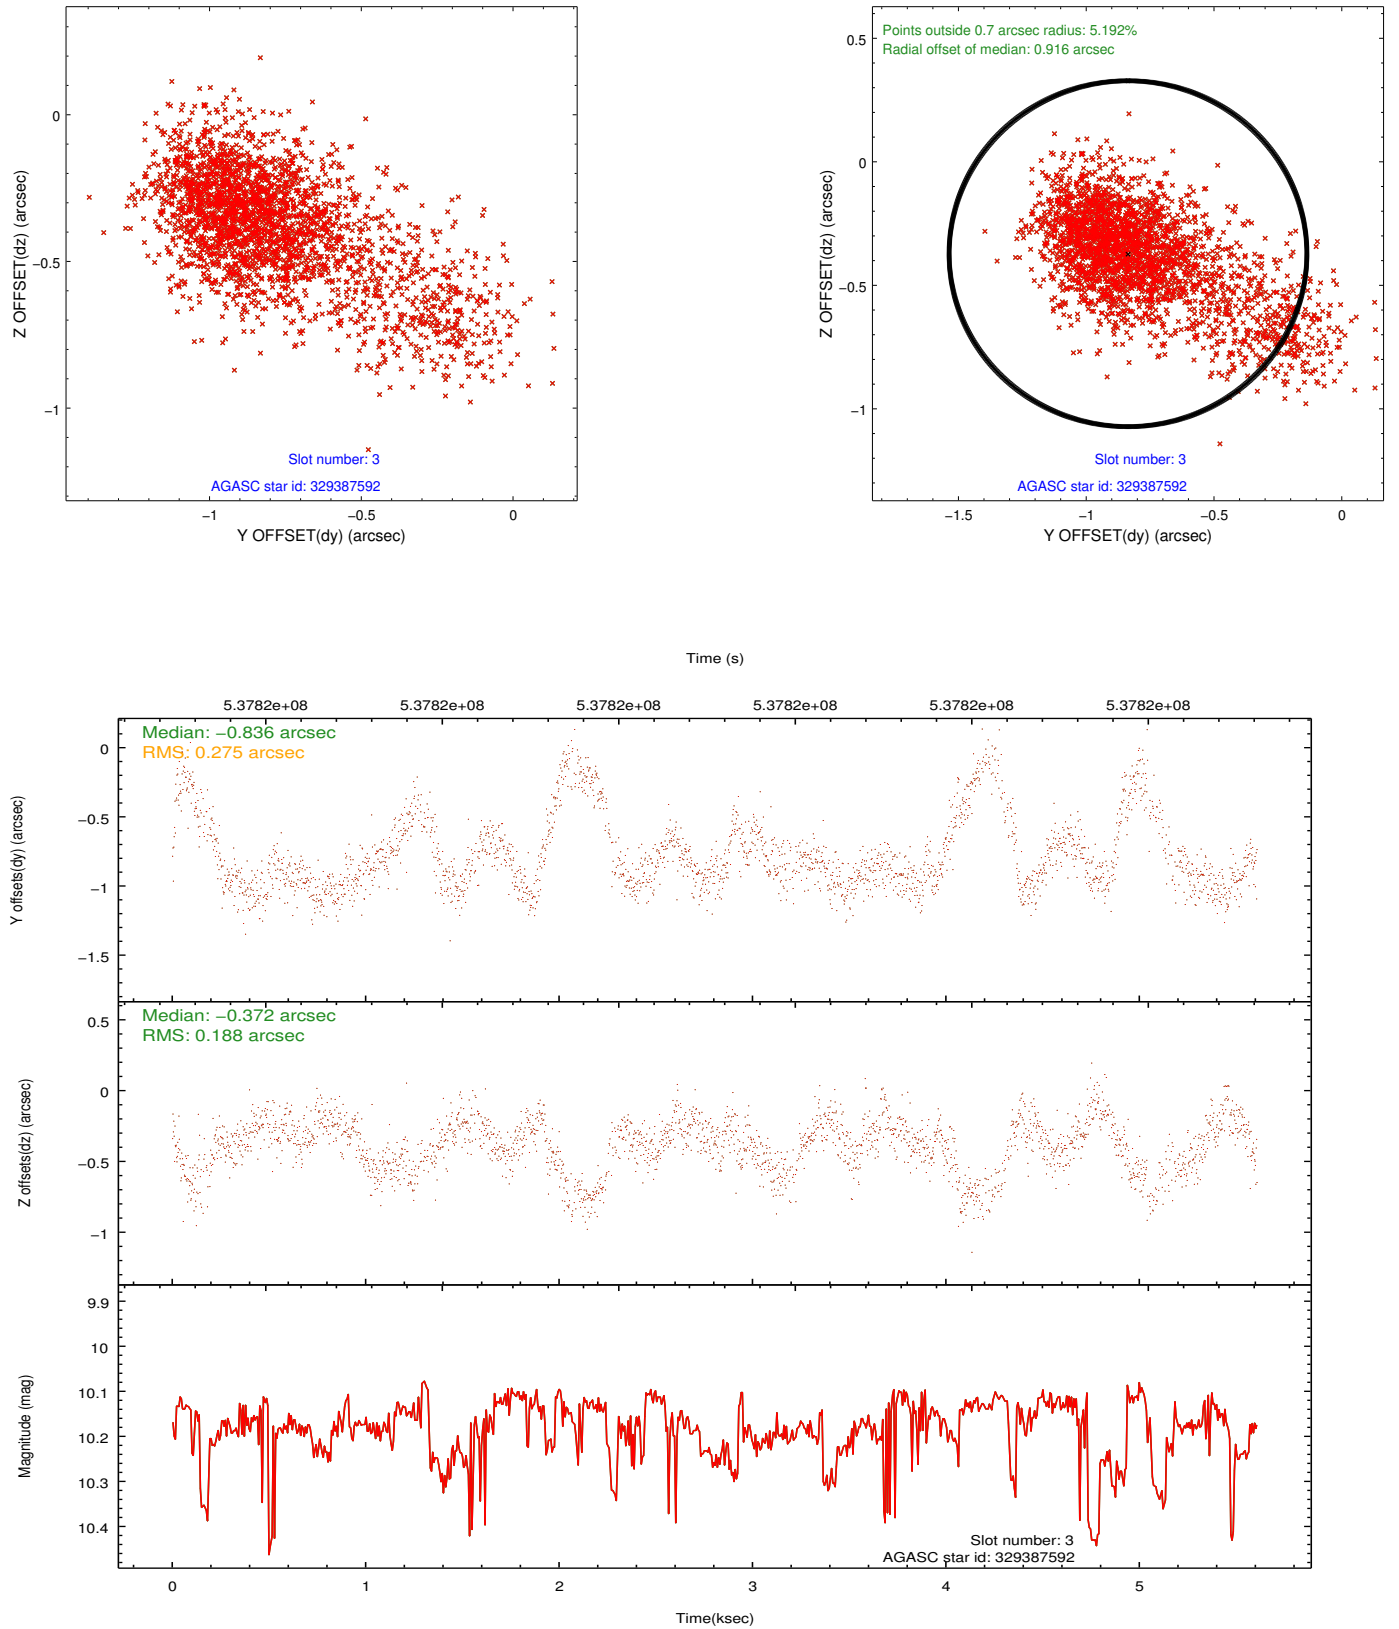 0
−0.5
−1
Z OFFSET(dz) (arcsec)
Slot number: 3
AGASC star id: 329387592
−1
−0.5
0
Y OFFSET(dy) (arcsec)
Points outside 0.7 arcsec radius: 5.192%
Radial offset of median: 0.916 arcsec
0.5
0
−0.5
−1
Z OFFSET(dz) (arcsec)
Slot number: 3
AGASC star id: 329387592
−1.5
−1
−0.5
0
Y OFFSET(dy) (arcsec)
Time (s)
5.3782e+08
5.3782e+08
5.3782e+08
5.3782e+08
5.3782e+08
5.3782e+08
Median: −0.836 arcsec
RMS: 0.275 arcsec
0
−0.5
−1
−1.5
Y offsets(dy) (arcsec)
Median: −0.372 arcsec
RMS: 0.188 arcsec
0.5
0
−0.5
−1
Z offsets(dz) (arcsec)
9.9
10
10.1
10.2
10.3
10.4
Magnitude (mag)
Slot number: 3
AGASC star id: 329387592
0
1
2
3
4
5
Time(ksec)